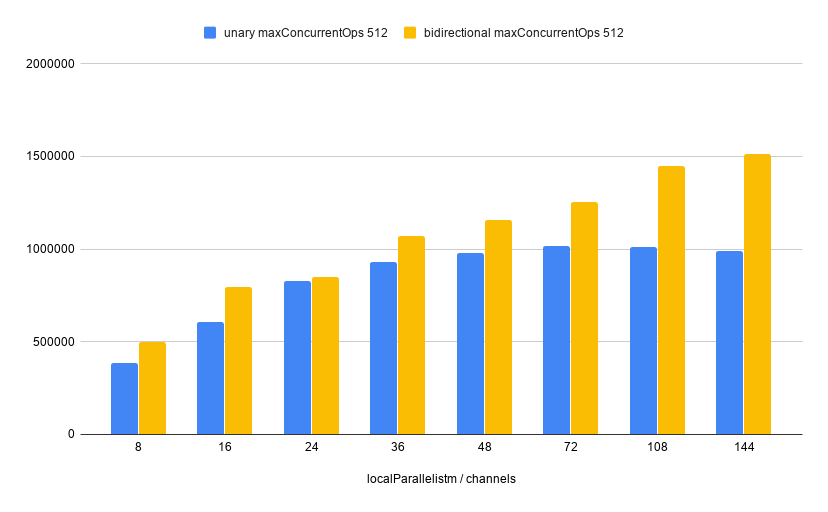 unary maxConcurrentOps 512 bidirectional maxConcurrentOps 512
2000000
1500000
1000000
500000
0
8 16 24 36 48 72 108 144
localParallelistm / channels